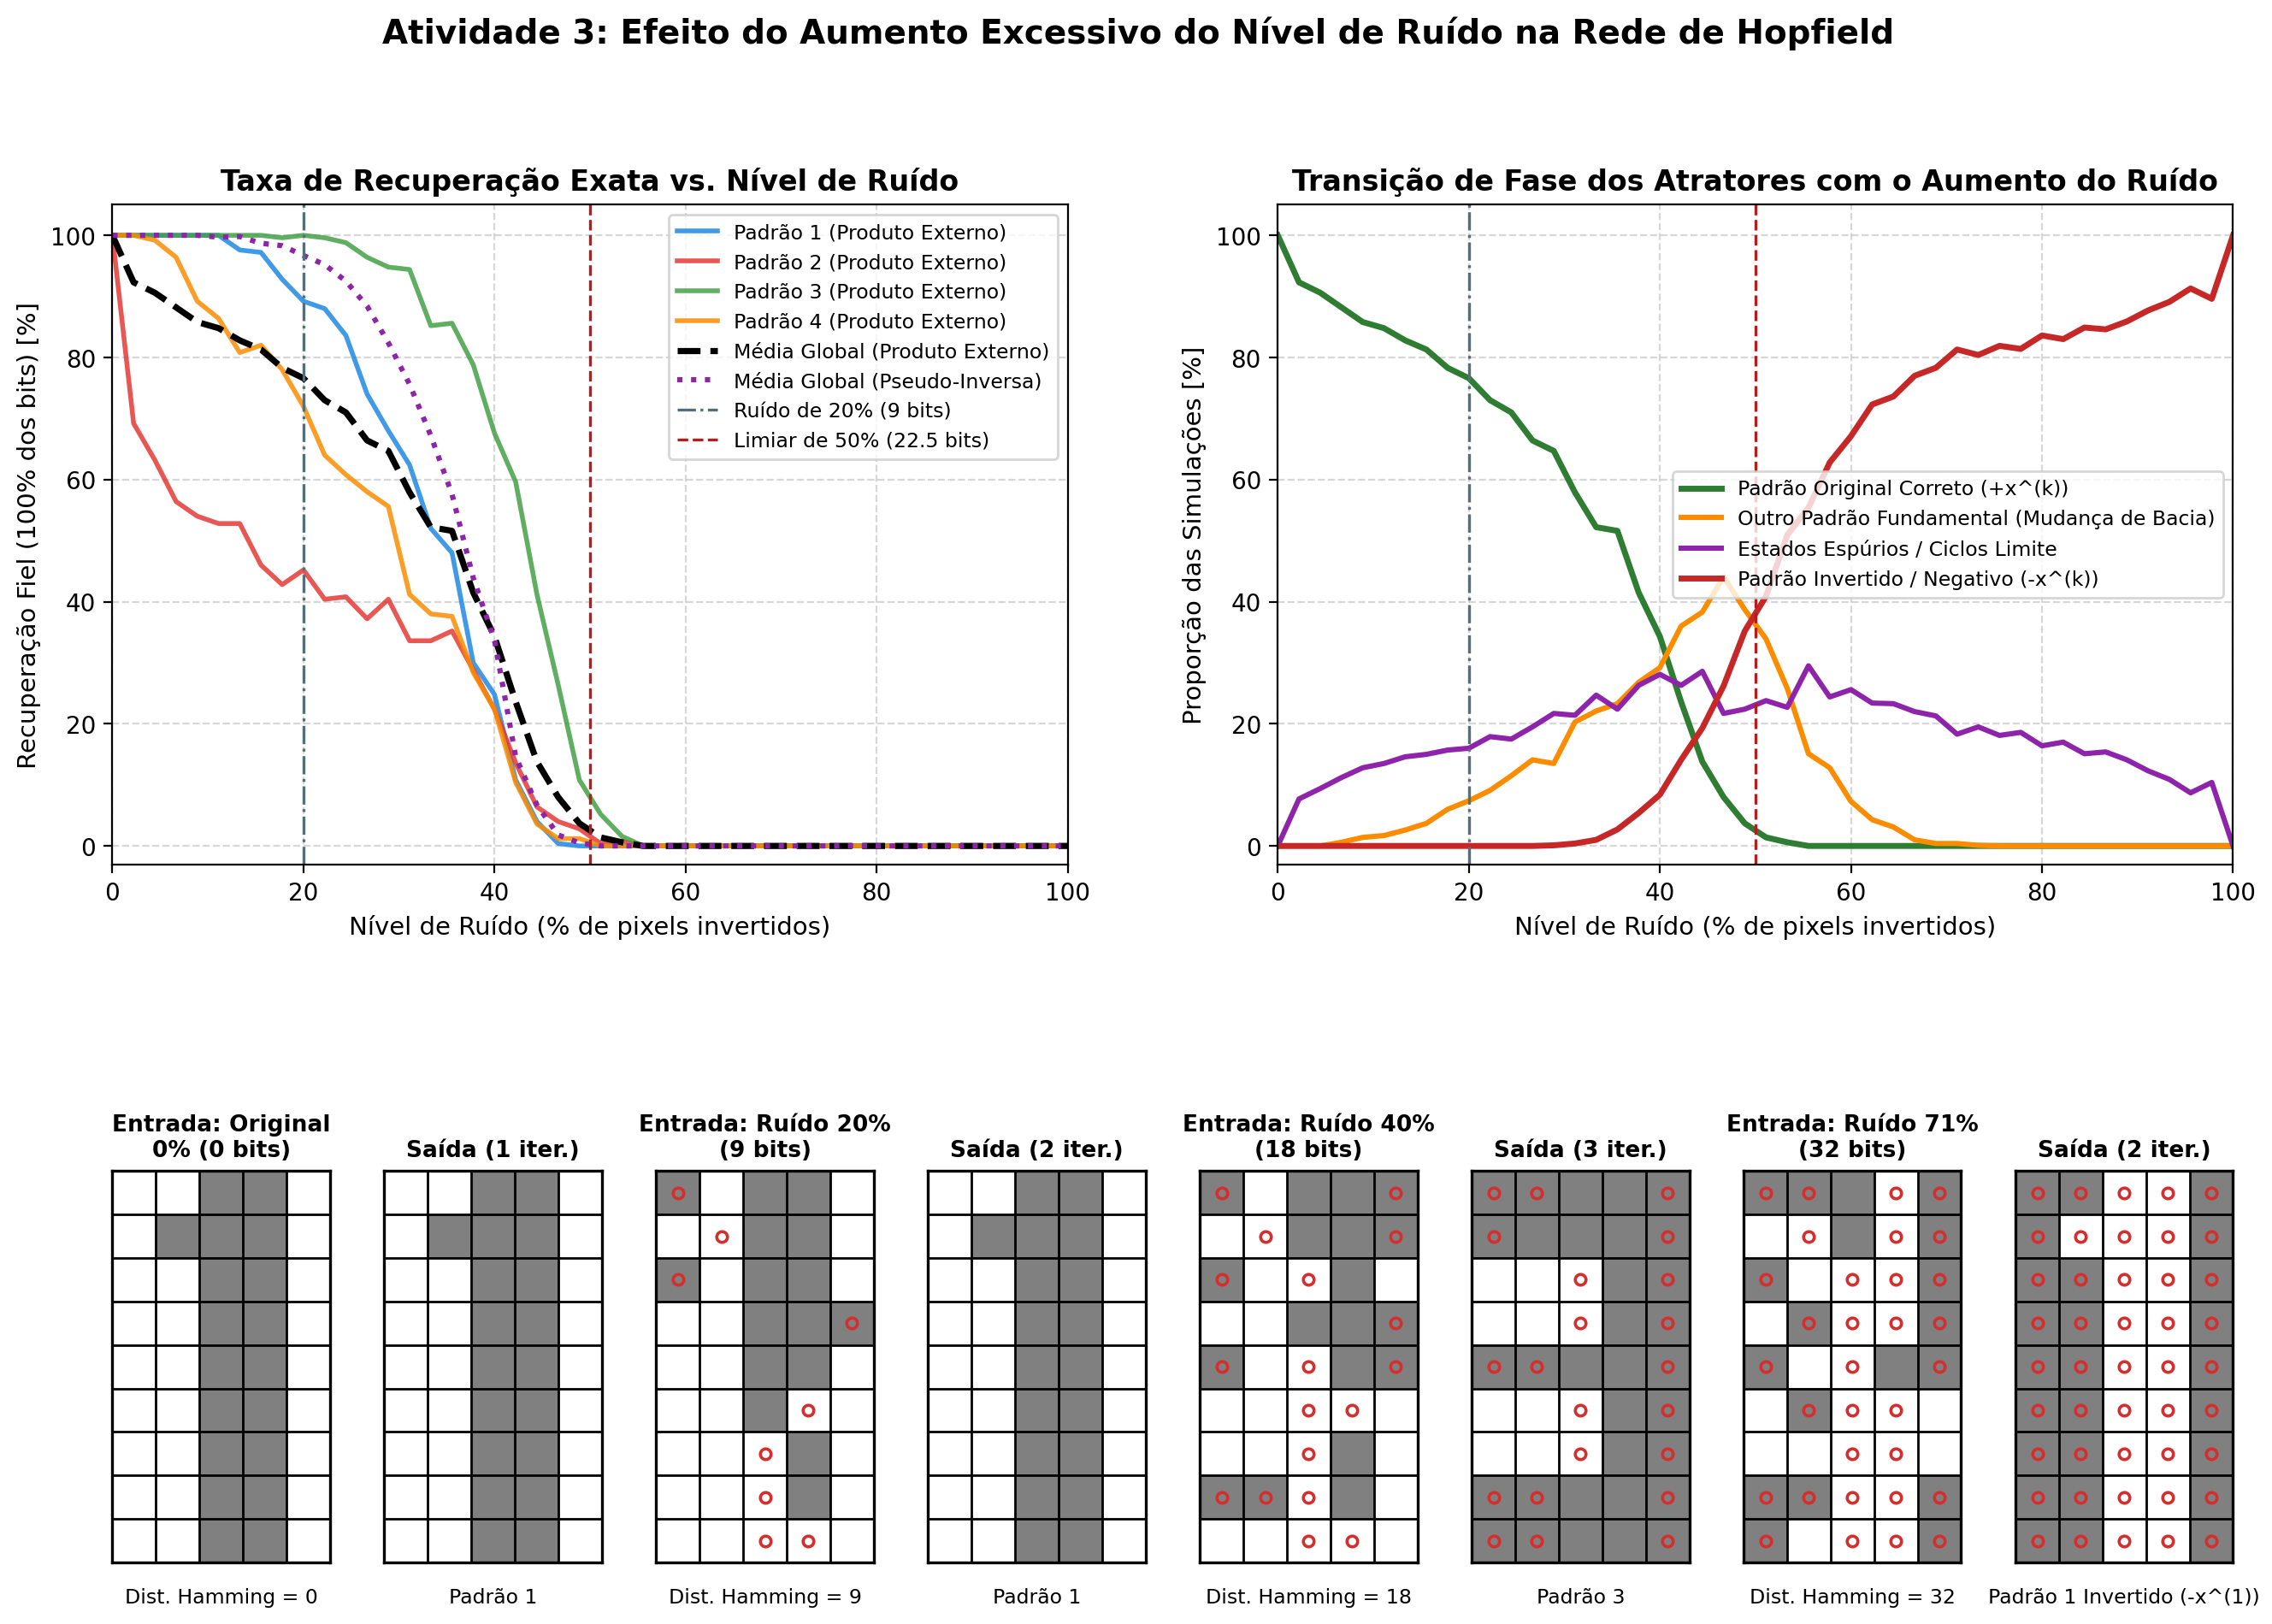 Atividade 3: Efeito do Aumento Excessivo do Nível de Ruído na Rede de Hopfield
Taxa de Recuperação Exata vs. Nível de Ruído
Recuperação Fiel (100% dos bits) [%]
100
80
60
40
20
0
Padrão 1 (Produto Externo)
Padrão 2 (Produto Externo)
Padrão 3 (Produto Externo)
Padrão 4 (Produto Externo)
Média Global (Produto Externo)
Média Global (Pseudo-Inversa)
Ruído de 20% (9 bits)
Limiar de 50% (22.5 bits)
0 20 40 60 80 100
Nível de Ruído (% de pixels invertidos)
Transição de Fase dos Atratores com o Aumento do Ruído
Proporção das Simulações [%]
100
80
60
40
20
0
Padrão Original Correto (+x^(k))
Outro Padrão Fundamental (Mudança de Bacia)
Estados Espúrios / Ciclos Limite
Padrão Invertido / Negativo (-x^(k))
0 20 40 60 80 100
Nível de Ruído (% de pixels invertidos)
Entrada: Original
0% (0 bits)
Dist. Hamming = 0
Saída (1 iter.)
Padrão 1
Entrada: Ruído 20%
(9 bits)
Dist. Hamming = 9
Saída (2 iter.)
Padrão 1
Entrada: Ruído 40%
(18 bits)
Dist. Hamming = 18
Saída (3 iter.)
Padrão 3
Entrada: Ruído 71%
(32 bits)
Dist. Hamming = 32
Saída (2 iter.)
Padrão 1 Invertido (-x^(1))